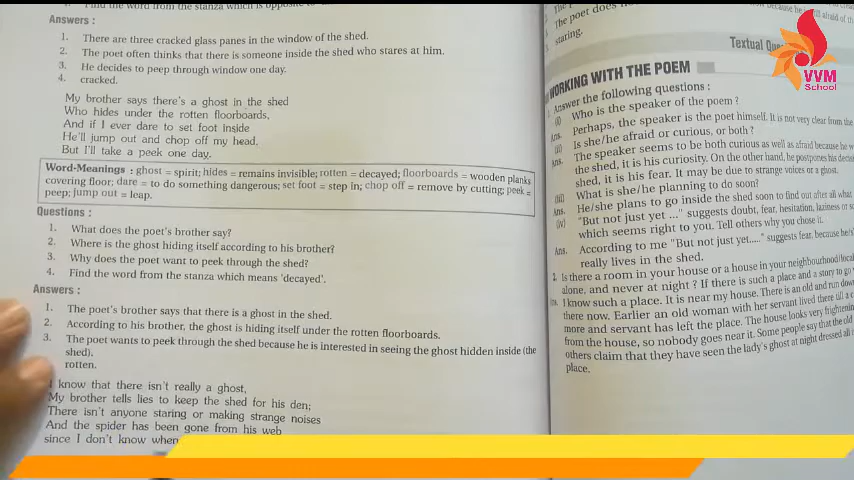 Find the word from the stanza which is opposite
Answers :
1. There are three cracked glass panes in the window of the shed.
2. The poet often thinks that there is someone inside the shed who stares at him.
3. He decides to peep through window one day.
4. cracked.
My brother says there's a ghost in the shed
Who hides under the rotten floorboards,
And if I ever dare to set foot inside
He'll jump out and chop off my head,
But I'll take a peek one day.
Word-Meanings : ghost = spirit; hides = remains invisible; rotten = decayed; floorboards = wooden planks
covering floor; dare = to do something dangerous; set foot = step in; chop off = remove by cutting; peek =
peep; jump out = leap.
Questions :
1. What does the poet's brother say?
2. Where is the ghost hiding itself according to his brother?
3. Why does the poet want to peek through the shed?
4. Find the word from the stanza which means 'decayed'.
Answers :
1. The poet's brother says that there is a ghost in the shed.
2. According to his brother, the ghost is hiding itself under the rotten floorboards.
3. The poet wants to peek through the shed because he is interested in seeing the ghost hidden inside (the
shed).
rotten.
I know that there isn't really a ghost,
My brother tells lies to keep the shed for his den;
There isn't anyone staring or making strange noises
And the spider has been gone from his web
since I don't know when
The poet does
staring.
Textual
WORKING WITH THE POEM
Answer the following questions :
(i) Who is the speaker of the poem ?
Ans. Perhaps, the speaker is the poet himself. It is not very clear from the
(ii) Is she/he afraid or curious, or both ?
Ans. The speaker seems to be both curious as well as afraid because he
the shed, it is his curiosity. On the other hand, he postpones his
shed, it is his fear. It may be due to strange voices or a ghost.
(iii) What is she/he planning to do soon?
Ans. He/she plans to go inside the shed soon to find out after all what
(iv) "But not just yet ..." suggests doubt, fear, hesitation, laziness or
which seems right to you. Tell others why you chose it.
Ans. According to me "But not just yet....." suggests fear, because he's
really lives in the shed.
2. Is there a room in your house or a house in your neighbourhood/
alone, and never at night ? If there is such a place and a story to go
Ans. I know such a place. It is near my house. There is an old and run down
there now. Earlier an old woman with her servant lived there till a
more and servant has left the place. The house looks very frightening
from the house, so nobody goes near it. Some people say that the old
others claim that they have seen the lady's ghost at night dressed all
place.
VVM
School